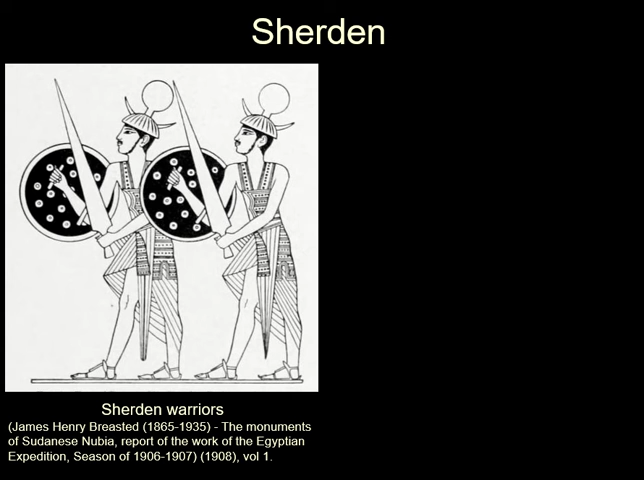 Sherden
Sherden warriors
(James Henry Breasted (1865-1935) - The monuments
of Sudanese Nubia, report of the work of the Egyptian
Expedition, Season of 1906-1907) (1908), vol 1.